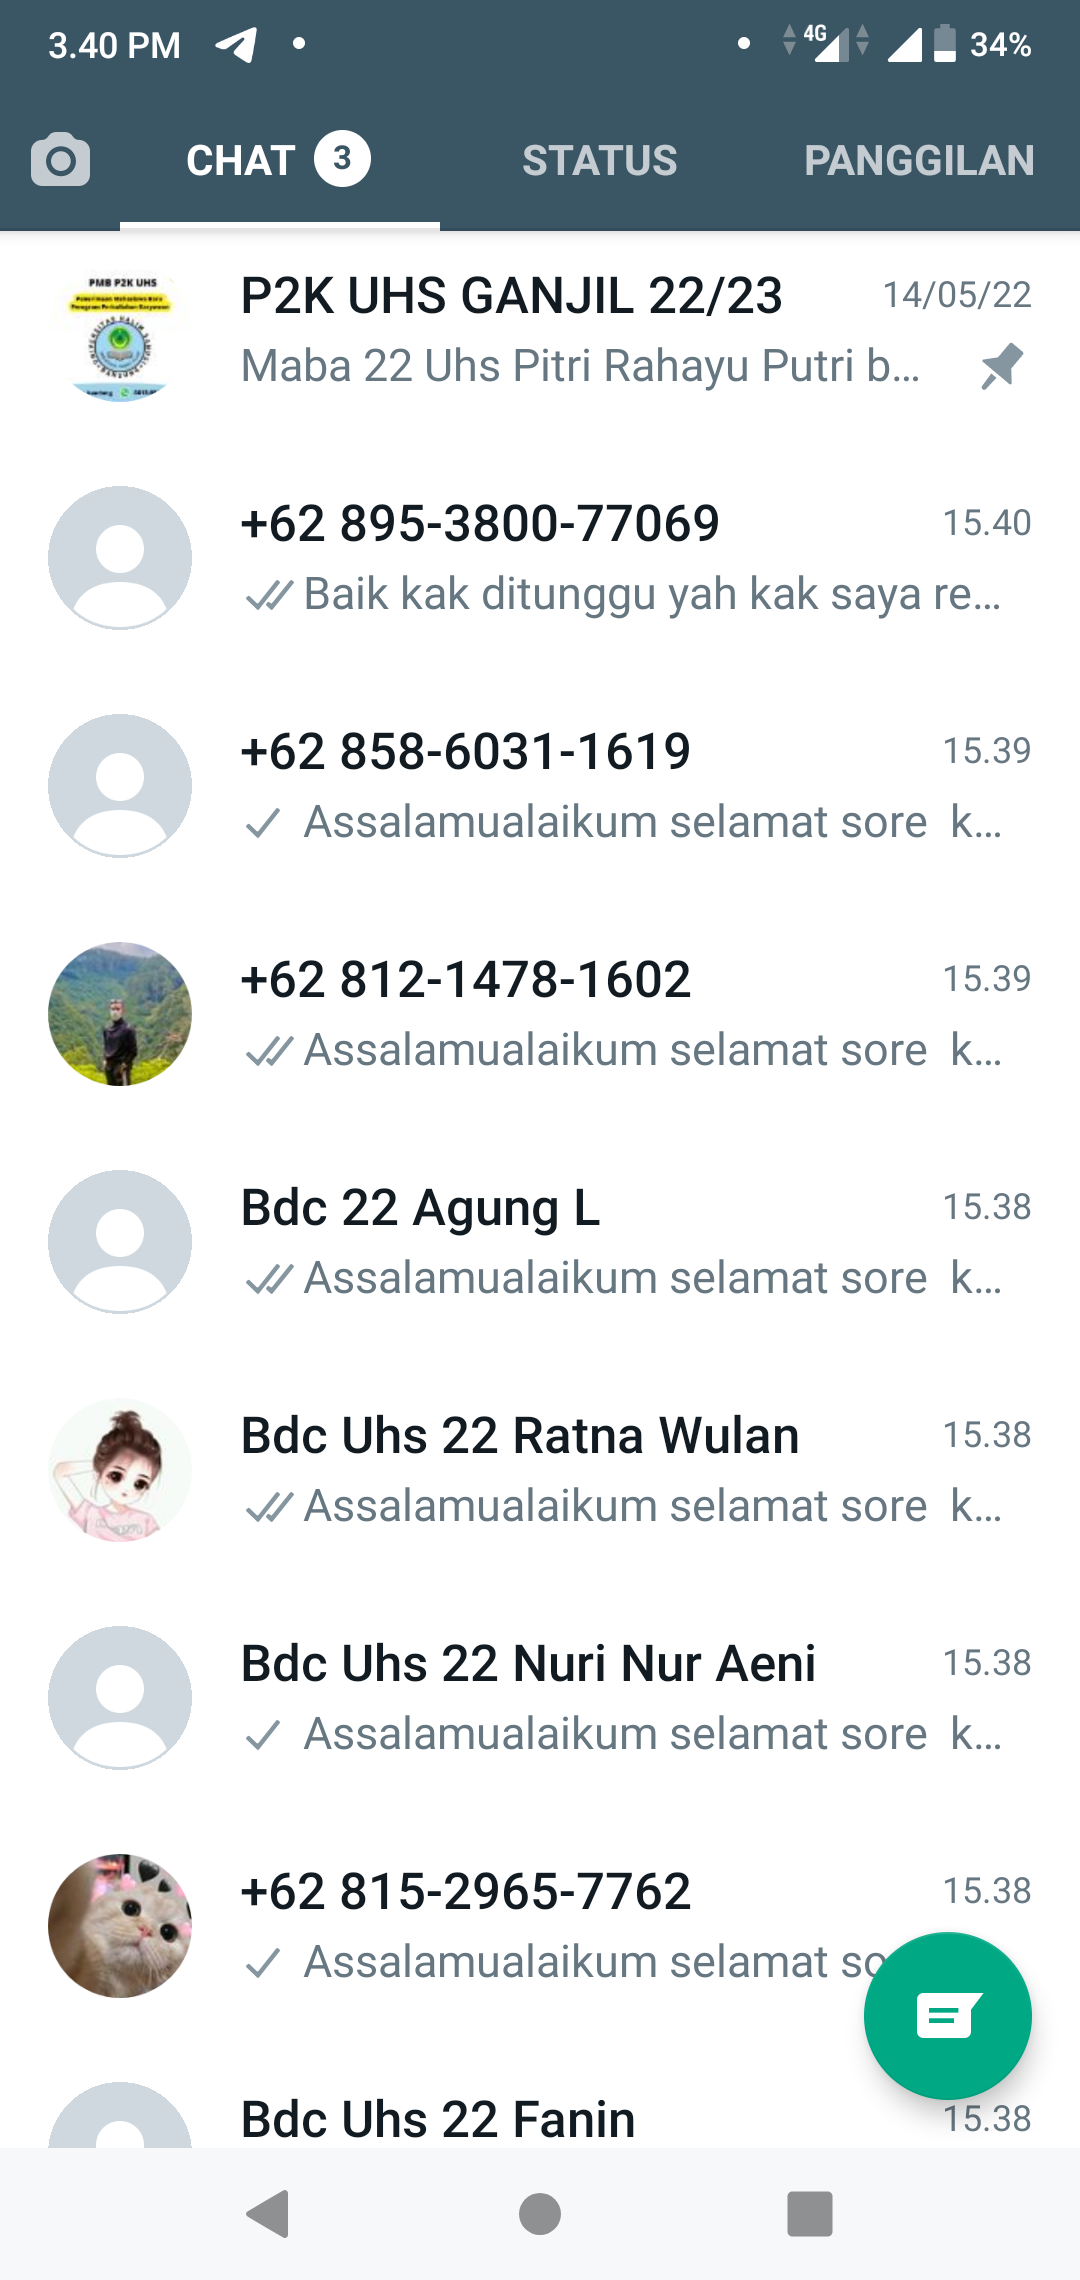 3.40 PM
4G
34%
CHAT 3
STATUS
PANGGILAN
PMB P2K UHS
P2K UHS GANJIL 22/23
14/05/22
Maba 22 Uhs Pitri Rahayu Putri b...
+62 895-3800-77069
15.40
Baik kak ditunggu yah kak saya re...
+62 858-6031-1619
15.39
Assalamualaikum selamat sore k...
+62 812-1478-1602
15.39
Assalamualaikum selamat sore k...
Bdc 22 Agung L
15.38
Assalamualaikum selamat sore k...
Bdc Uhs 22 Ratna Wulan
15.38
Assalamualaikum selamat sore k...
Bdc Uhs 22 Nuri Nur Aeni
15.38
Assalamualaikum selamat sore k...
+62 815-2965-7762
15.38
Assalamualaikum selamat so
Bdc Uhs 22 Fanin
15.38